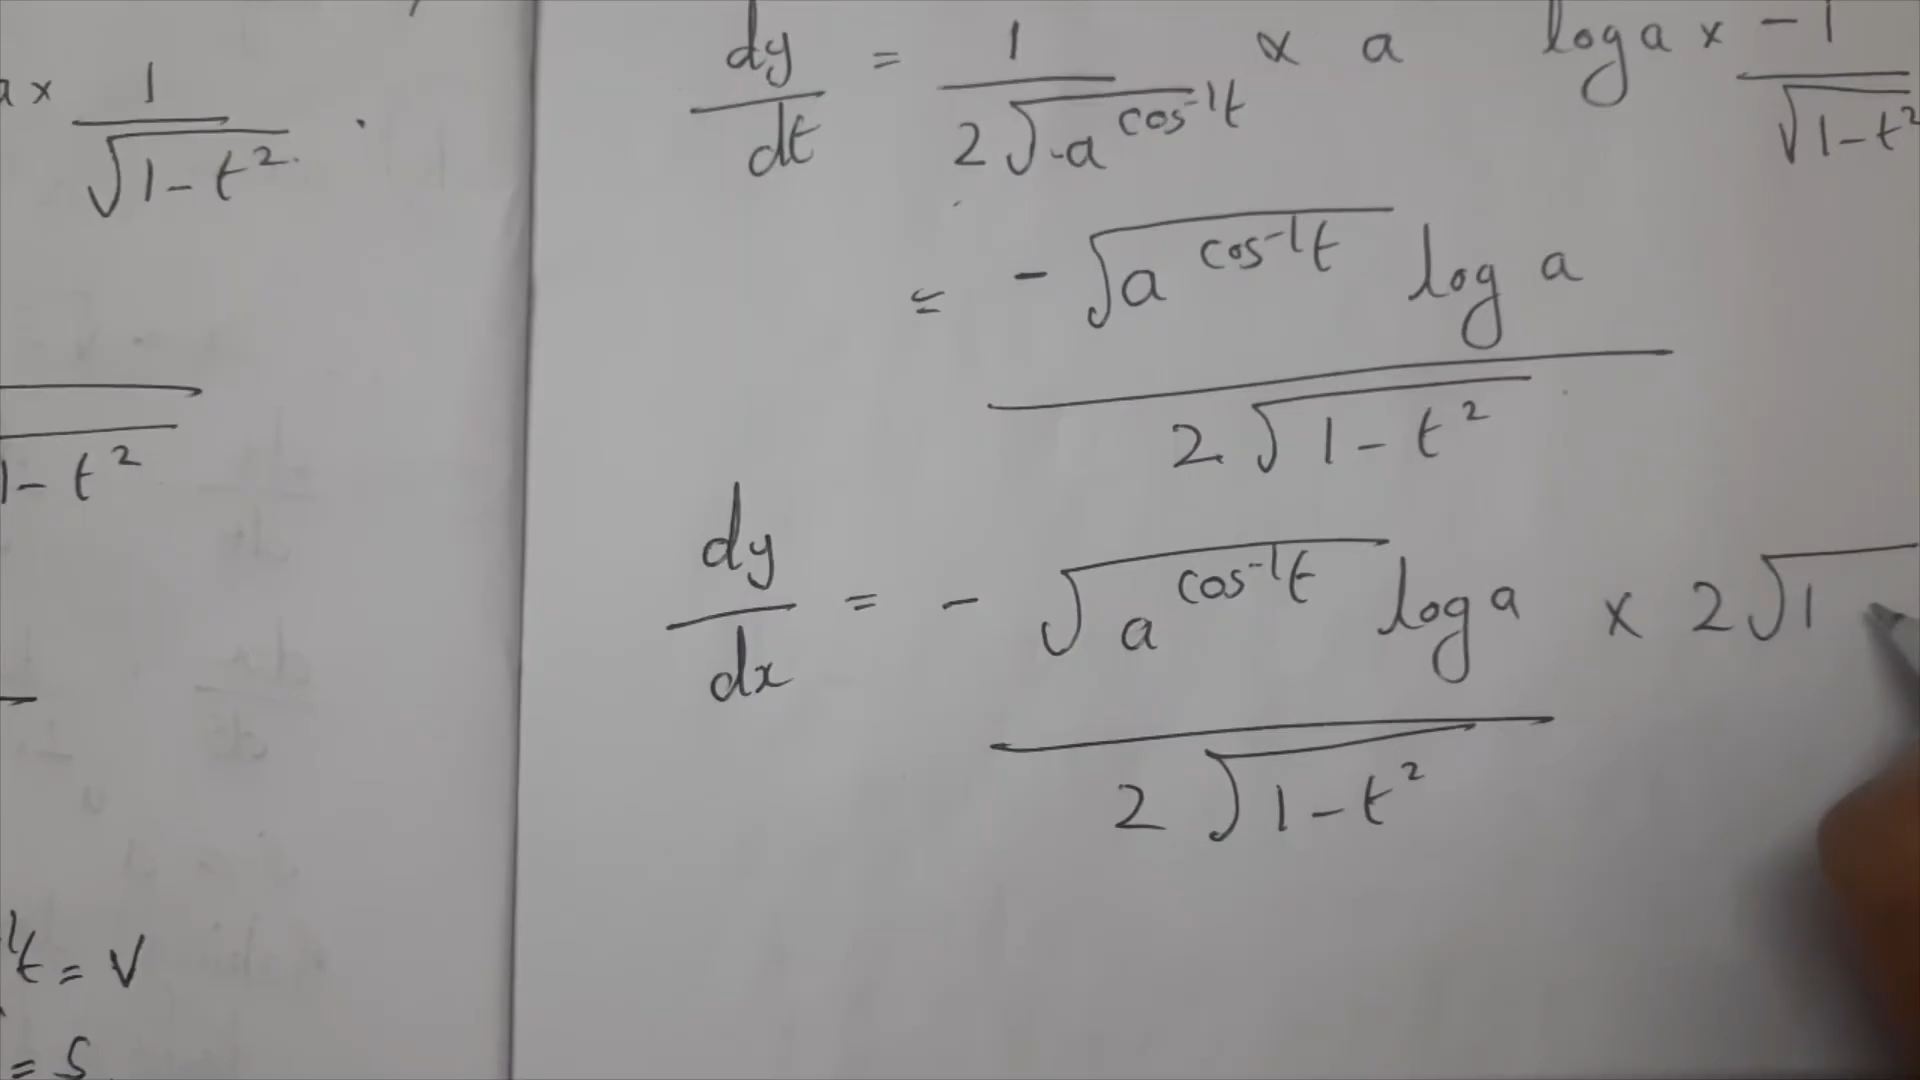 a x 1/√(1-t²) .
1-t²
t = V
= S
dy/dt = 1/(2√(a^(cos⁻¹t))) x a log a x -1/√(1-t²)
= -√(a^(cos⁻¹t)) log a / (2√(1-t²))
dy/dx = -√(a^(cos⁻¹t)) log a / (2√(1-t²)) x 2√1